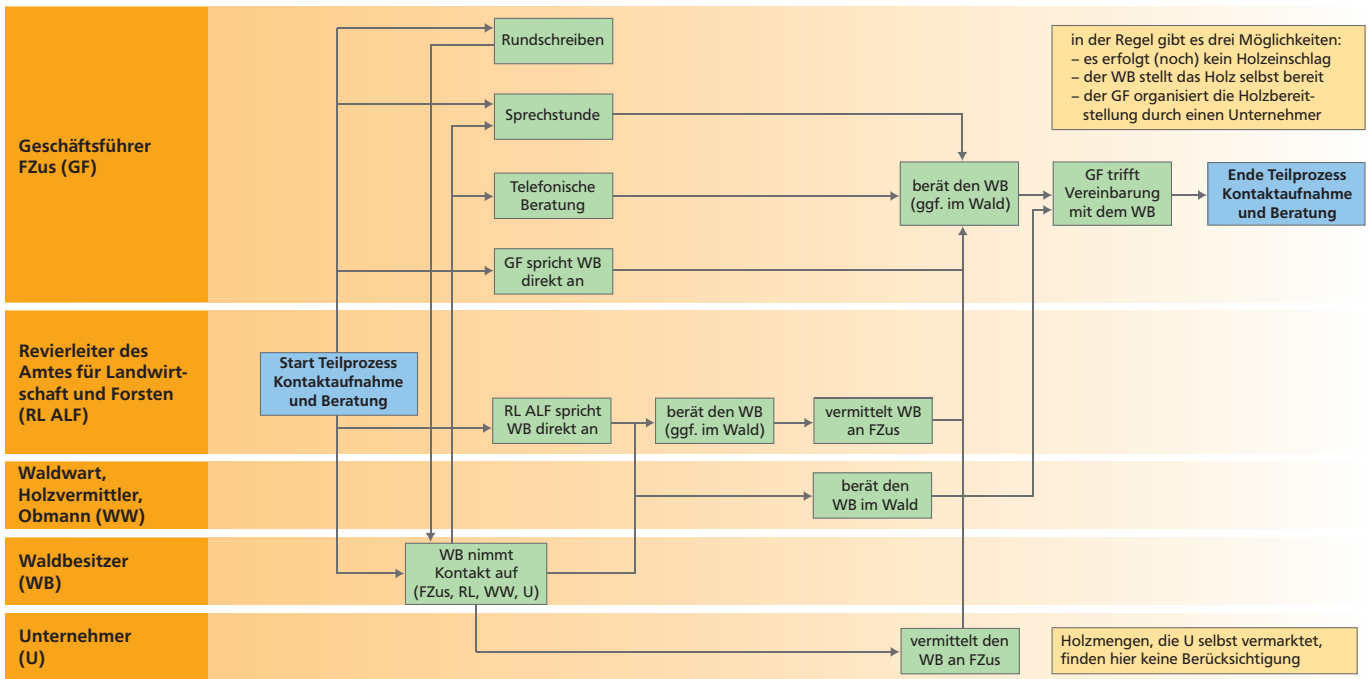 Rundschreiben
in der Regel gibt es drei Möglichkeiten:
– es erfolgt (noch) kein Holzeinschlag
– der WB stellt das Holz selbst bereit
– der GF organisiert die Holzbereit-
stellung durch einen Unternehmer
Sprechstunde
Geschäftsführer
FZus (GF)
Telefonische
Beratung
berät den WB
(ggf. im Wald)
GF trifft
Vereinbarung
mit dem WB
Ende Teilprozess
Kontaktaufnahme
und Beratung
GF spricht WB
direkt an
Revierleiter des
Amtes für Landwirt-
schaft und Forsten
(RL ALF)
Start Teilprozess
Kontaktaufnahme
und Beratung
RL ALF spricht
WB direkt an
berät den WB
(ggf. im Wald)
vermittelt WB
an FZus
Waldwart,
Holzvermittler,
Obmann (WW)
berät den
WB im Wald
Waldbesitzer
(WB)
WB nimmt
Kontakt auf
(FZus, RL, WW, U)
Unternehmer
(U)
vermittelt den
WB an FZus
Holzmengen, die U selbst vermarktet,
finden hier keine Berücksichtigung